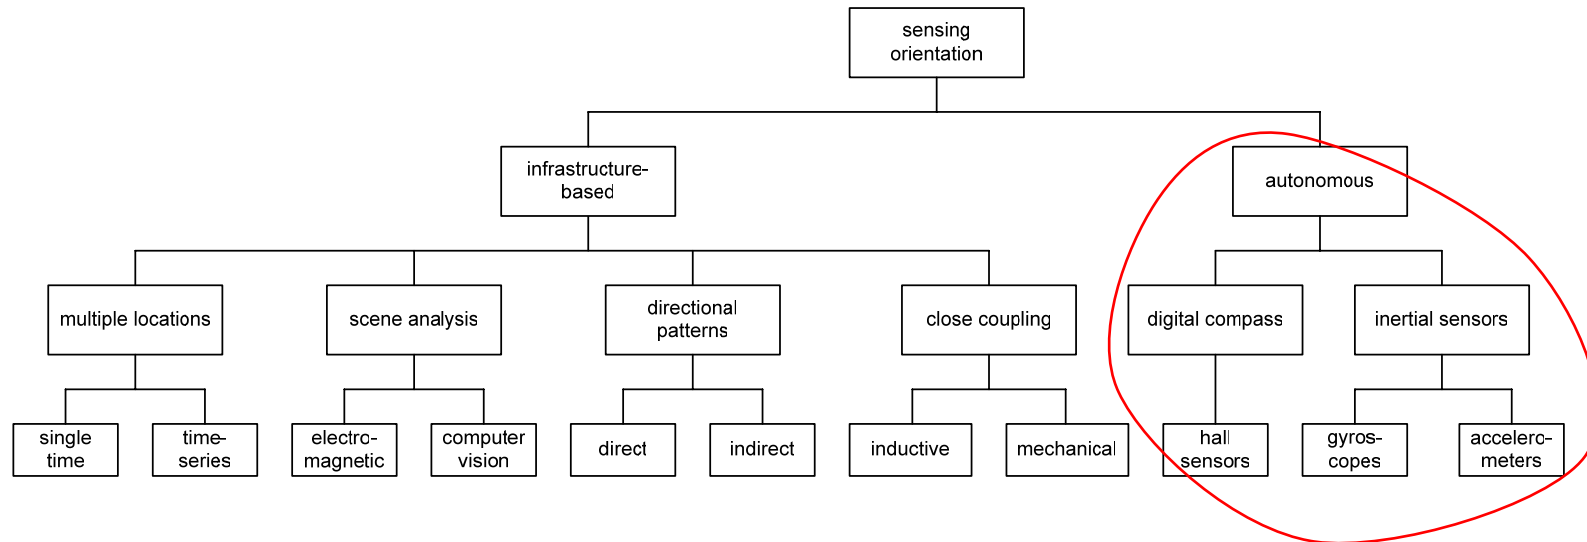 sensing
orientation
infrastructure-
based
autonomous
multiple locations
scene analysis
directional
patterns
close coupling
digital compass
inertial sensors
single
time
time-
series
electro-
magnetic
computer
vision
direct
indirect
inductive
mechanical
hall
sensors
gyros-
copes
accelero-
meters